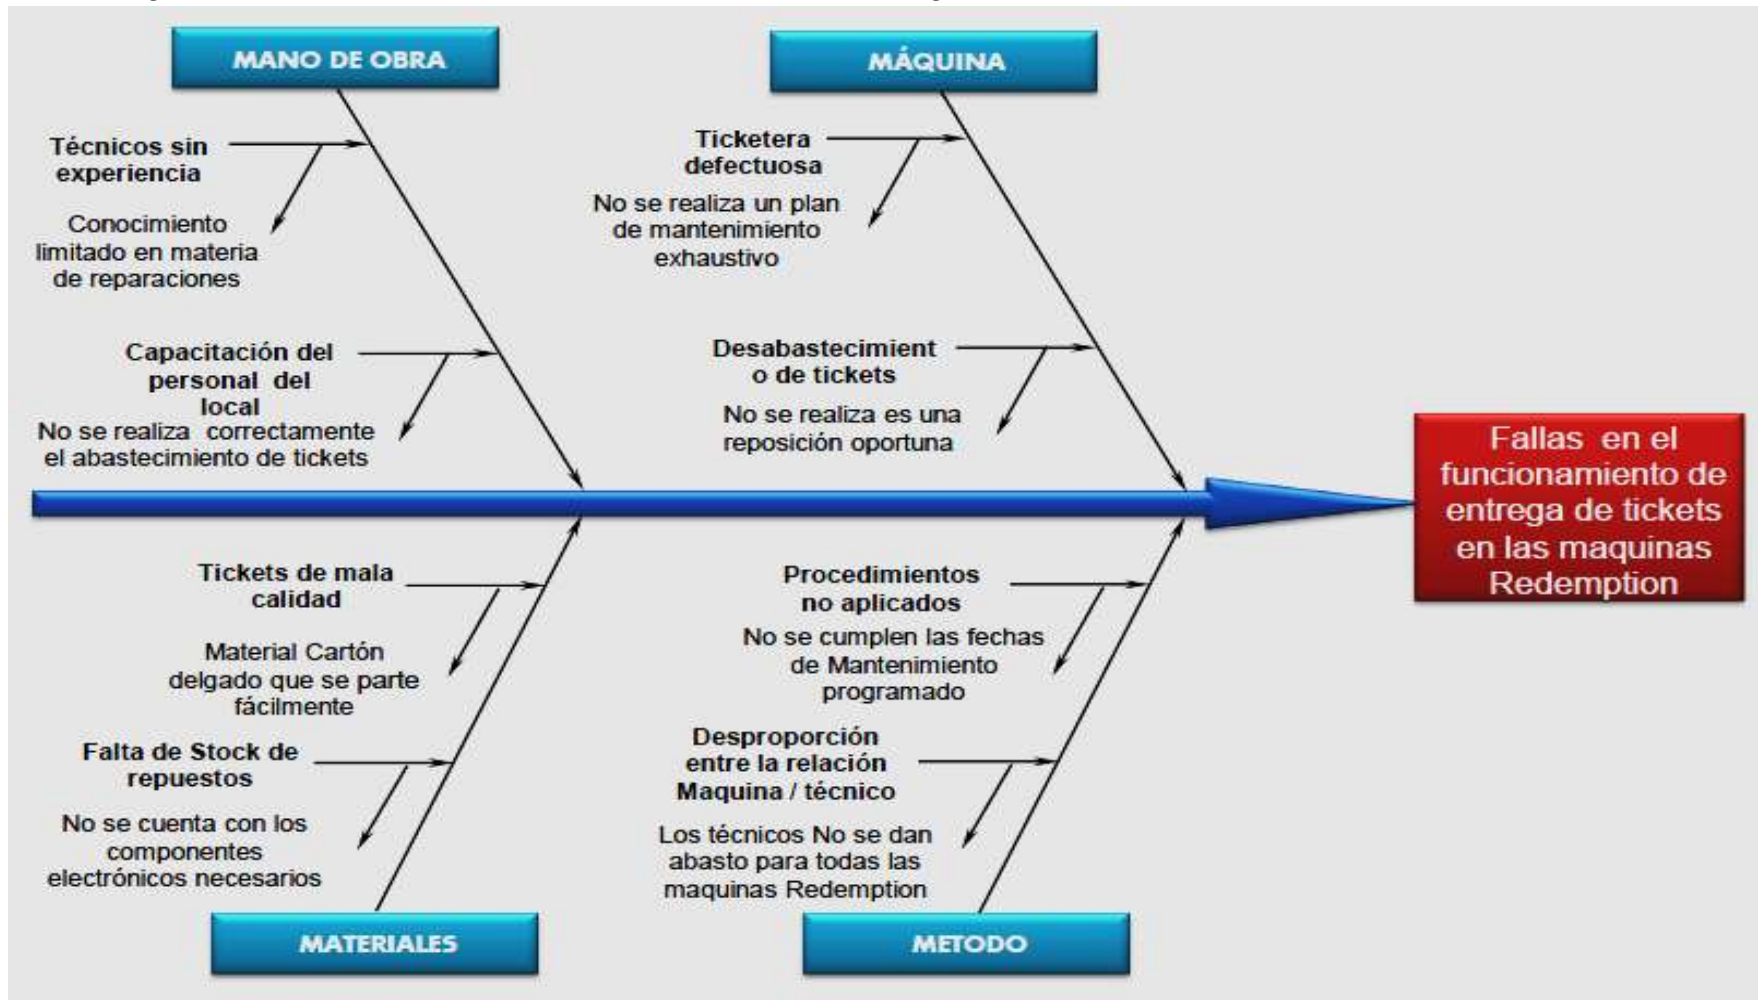 MANO DE OBRA
Técnicos sin
experiencia
Conocimiento
limitado en materia
de reparaciones
Capacitación del
personal del
local
No se realiza correctamente
el abastecimiento de tickets
MÁQUINA
Ticketera
defectuosa
No se realiza un plan
de mantenimiento
exhaustivo
Desabastecimient
o de tickets
No se realiza es una
reposición oportuna
Fallas en el
funcionamiento de
entrega de tickets
en las maquinas
Redemption
Tickets de mala
calidad
Material Cartón
delgado que se parte
fácilmente
Falta de Stock de
repuestos
No se cuenta con los
componentes
electrónicos necesarios
MATERIALES
Procedimientos
no aplicados
No se cumplen las fechas
de Mantenimiento
programado
Desproporción
entre la relación
Maquina / técnico
Los técnicos No se dan
abasto para todas las
maquinas Redemption
METODO